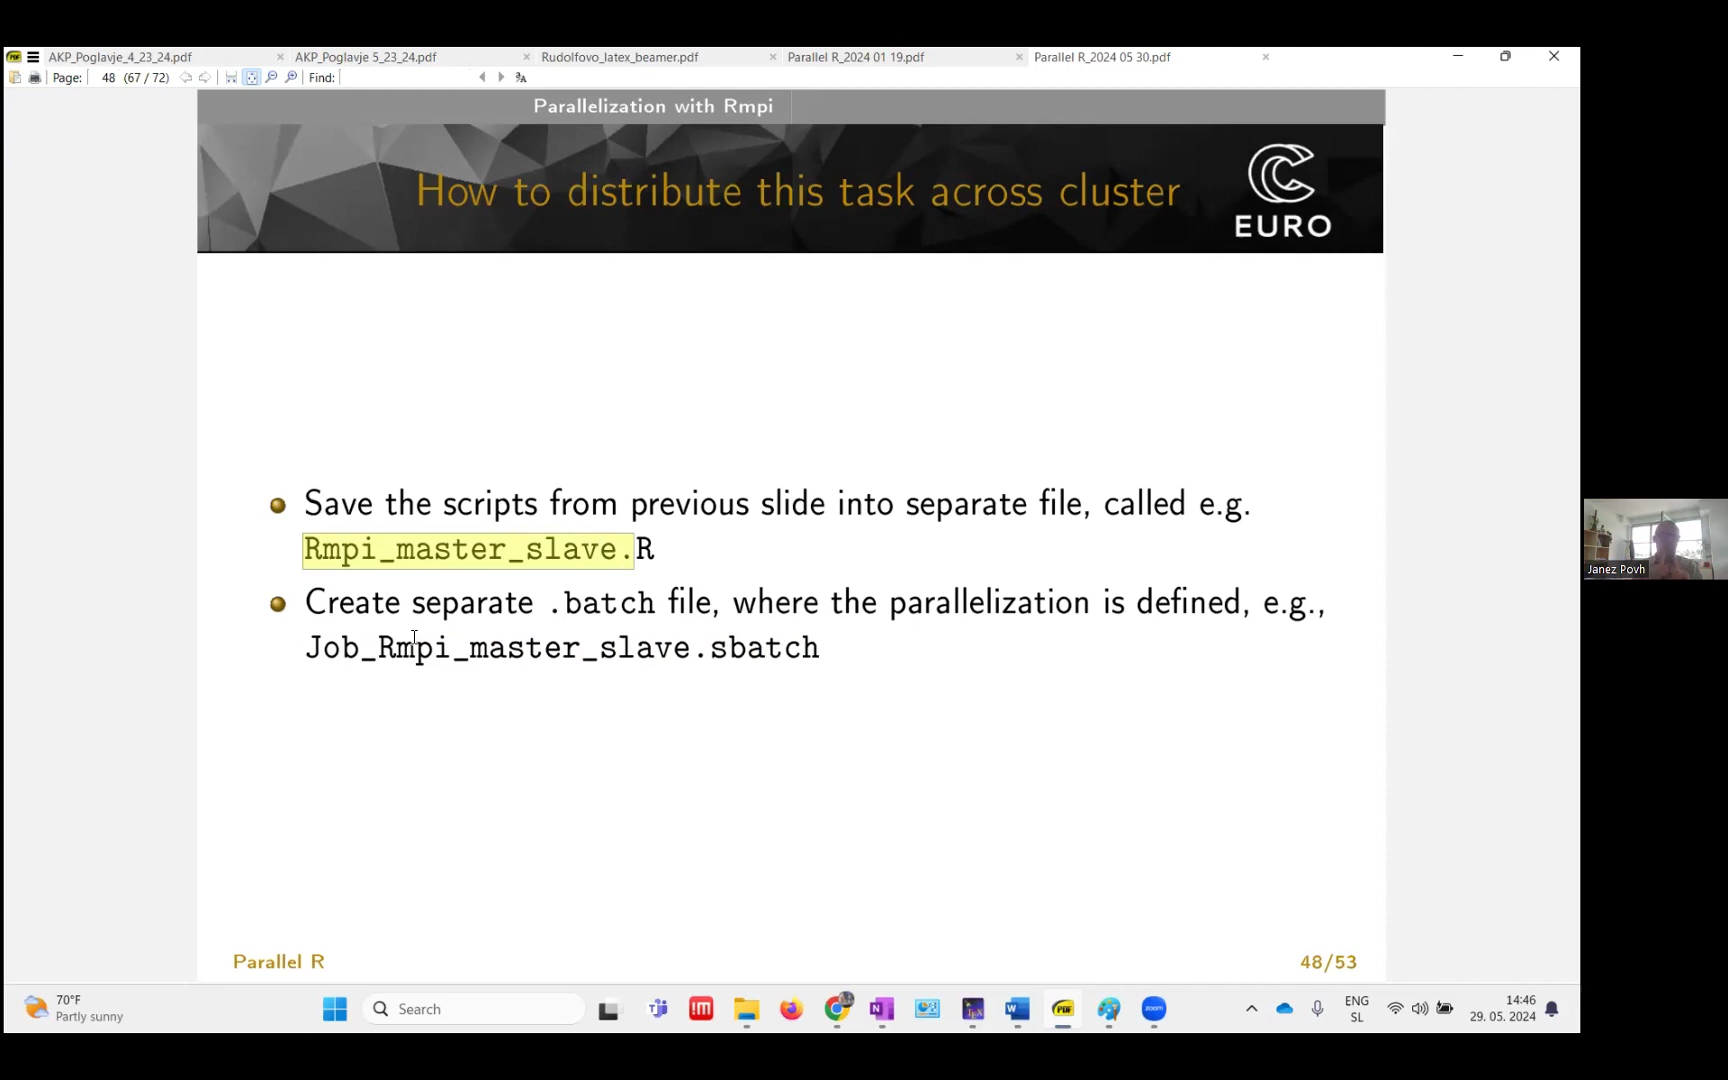 AKP_Poglavje_4_23_24.pdf
AKP_Poglavje 5_23_24.pdf
Rudolfovo_latex_beamer.pdf
Parallel R_2024 01 19.pdf
Parallel R_2024 05 30.pdf
Page: 48 (67 / 72) Find:
Parallelization with Rmpi
How to distribute this task across cluster
EURO
Save the scripts from previous slide into separate file, called e.g.
Rmpi_master_slave.R
Create separate .batch file, where the parallelization is defined, e.g.,
Job_Rmpi_master_slave.sbatch
Janez Povh
Parallel R
48/53
70°F
Partly sunny
Search
ENG
SL
14:46
29. 05. 2024